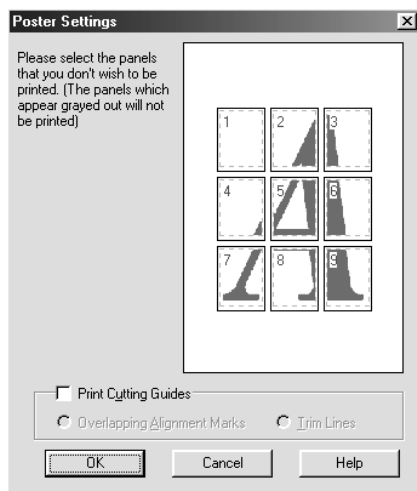 Poster Settings
Please select the panels
that you don't wish to be
printed. (The panels which
appear grayed out will not
be printed)
1 2 3
4 5 6
7 8 9
Print Cutting Guides
Overlapping Alignment Marks Trim Lines
OK Cancel Help